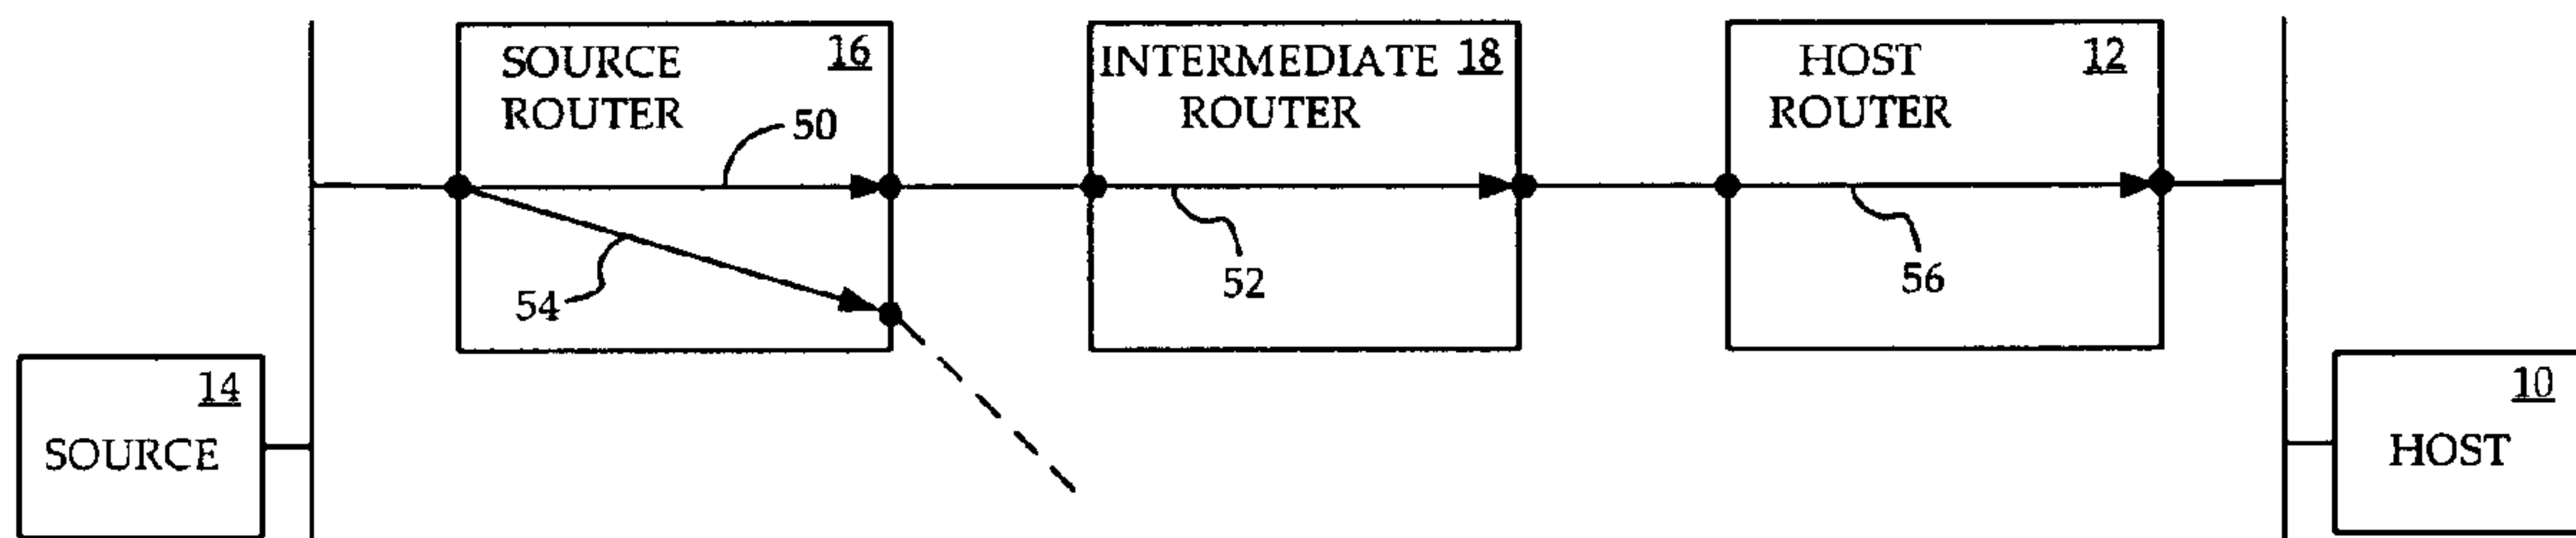 SOURCE 16
ROUTER
50
54
INTERMEDIATE 18
ROUTER
52
HOST 12
ROUTER
56
14
SOURCE
10
HOST